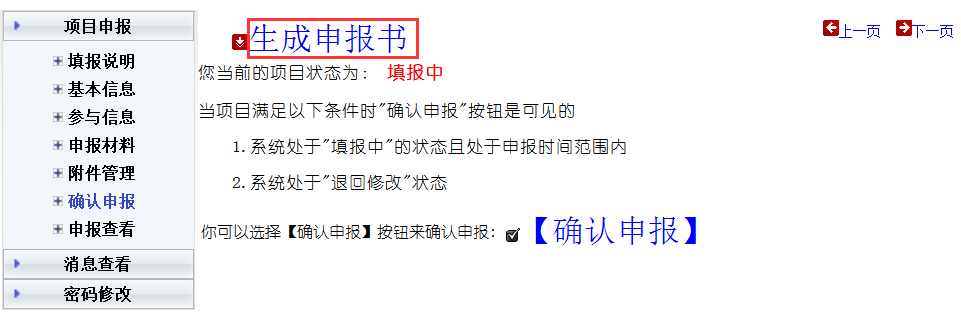 项目申报
填报说明
基本信息
参与信息
申报材料
附件管理
确认申报
申报查看
消息查看
密码修改
上一页 下一页
生成申报书
您当前的项目状态为： 填报中
当项目满足以下条件时"确认申报"按钮是可见的
1.系统处于"填报中"的状态且处于申报时间范围内
2.系统处于"退回修改"状态
你可以选择【确认申报】按钮来确认申报：【确认申报】